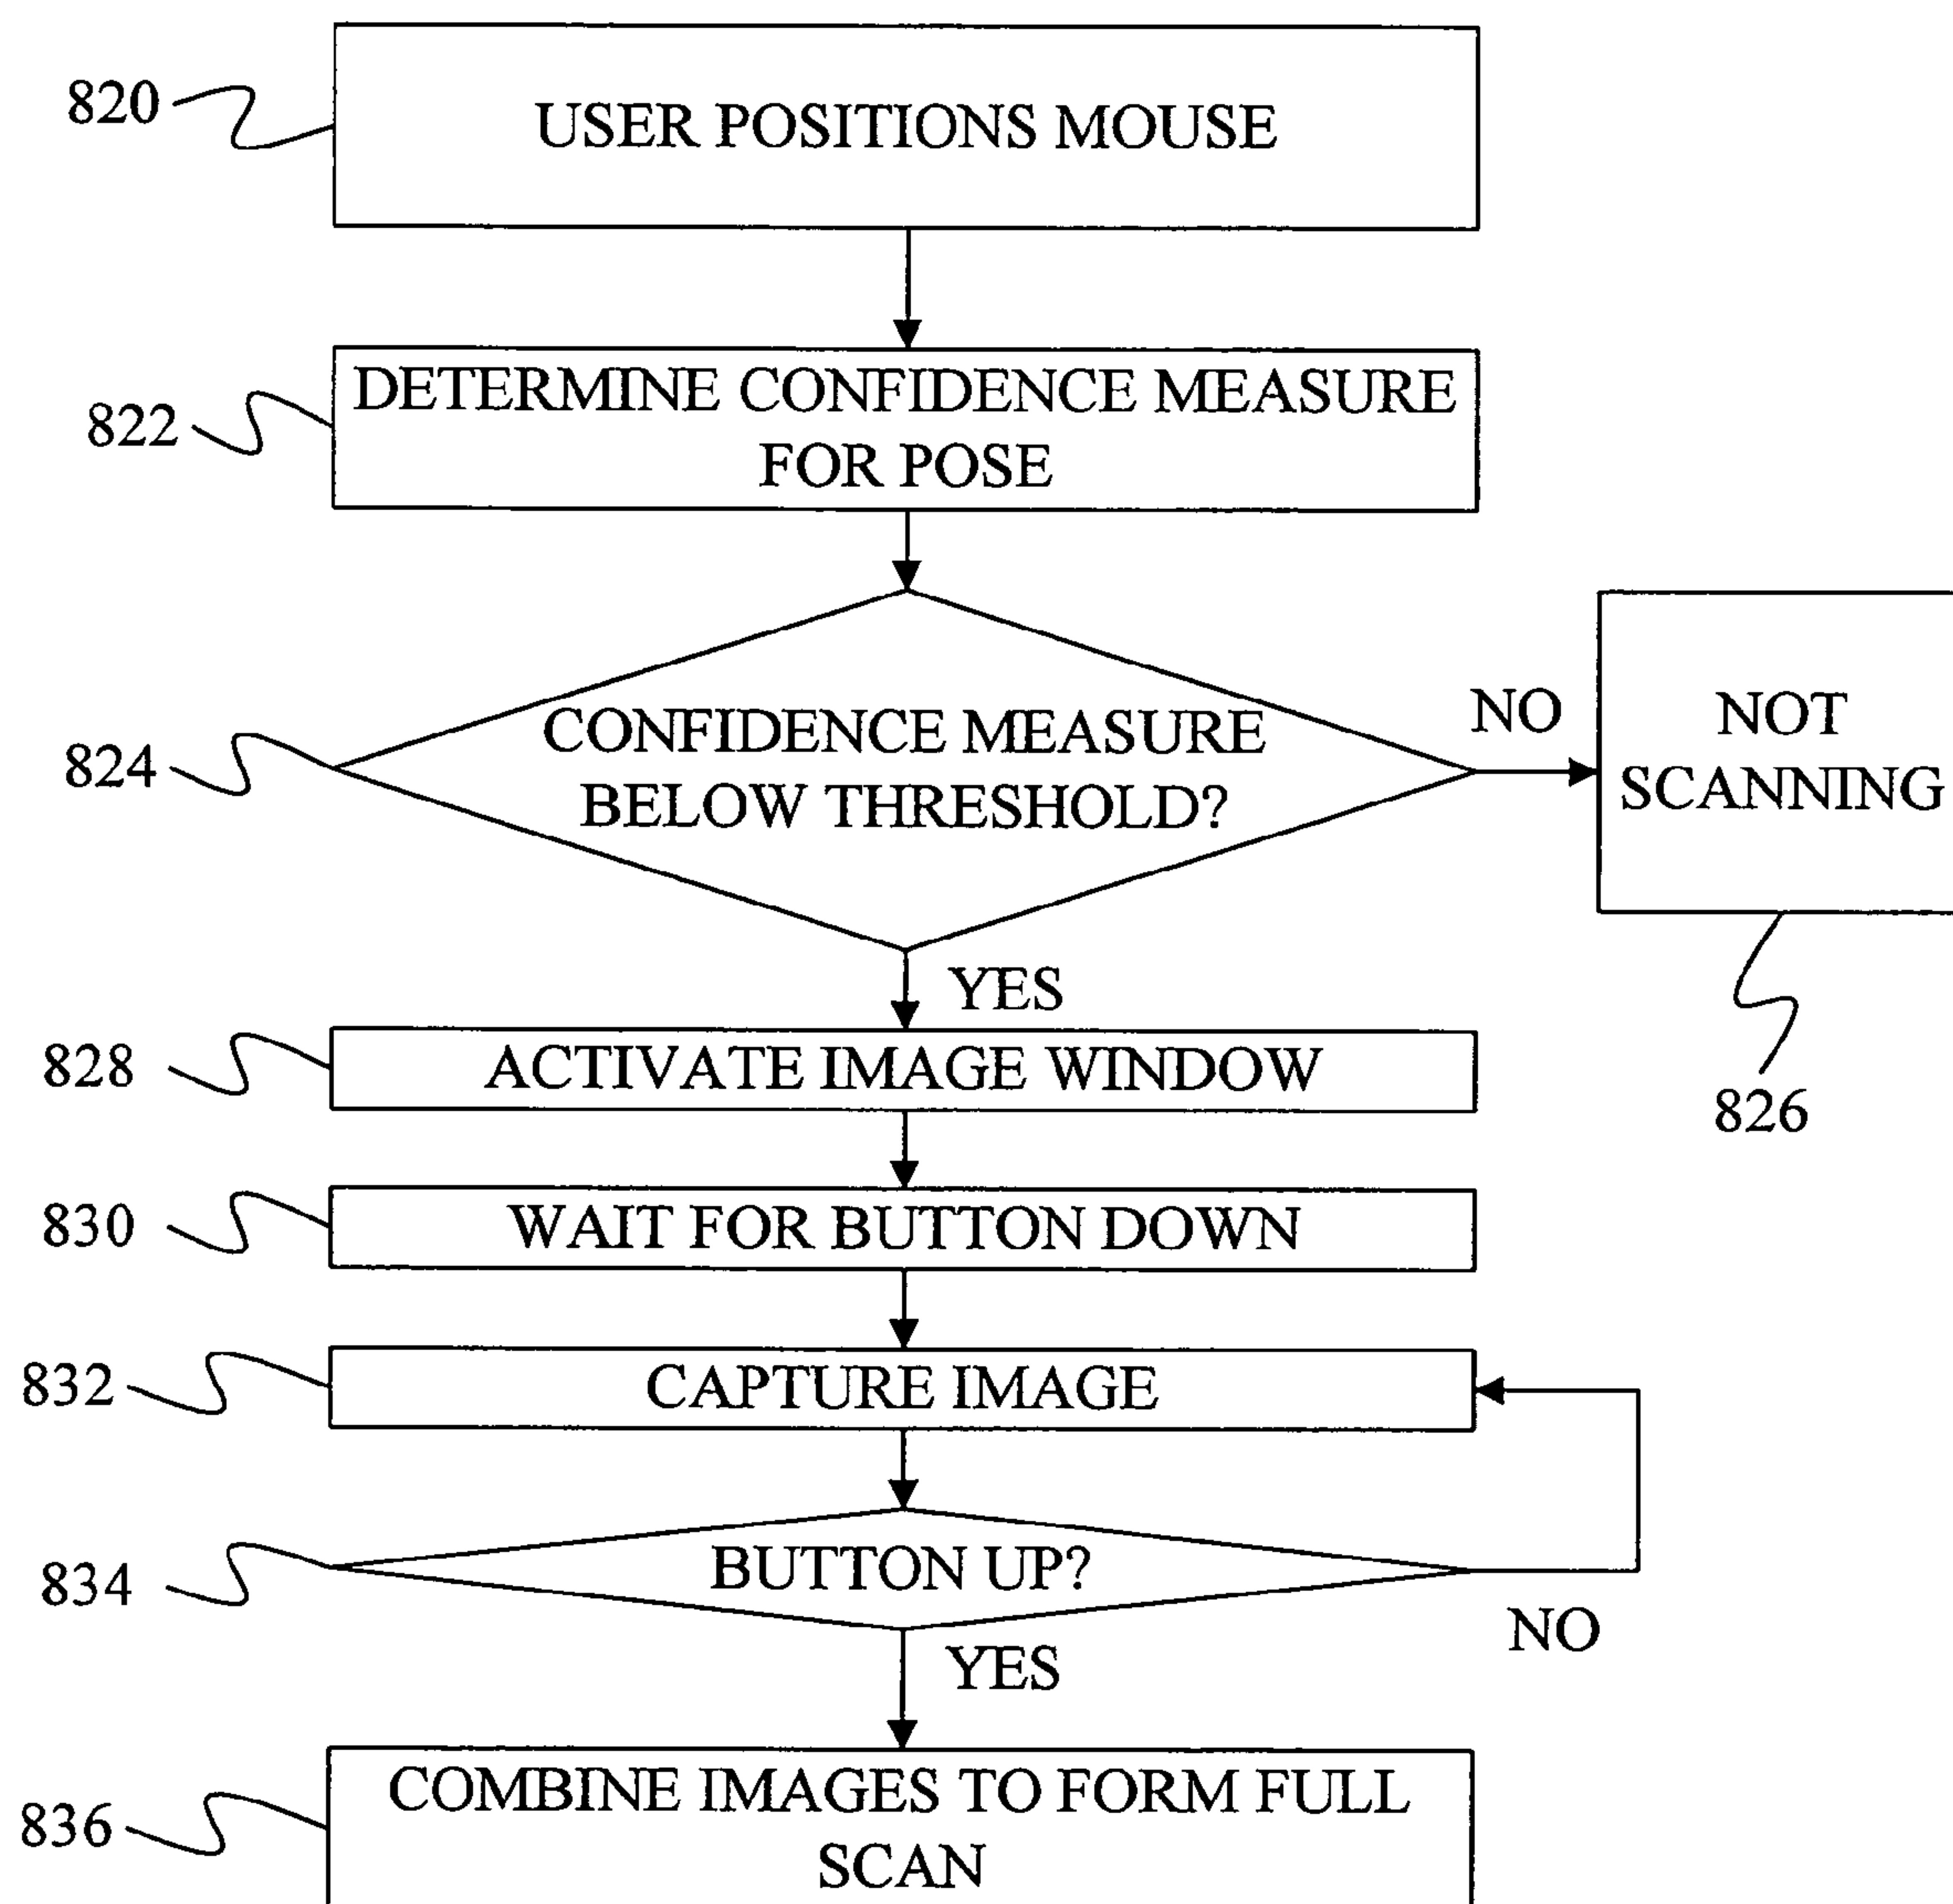 820
USER POSITIONS MOUSE
822
DETERMINE CONFIDENCE MEASURE
FOR POSE
824
CONFIDENCE MEASURE
BELOW THRESHOLD?
NO
NOT
SCANNING
826
YES
828
ACTIVATE IMAGE WINDOW
830
WAIT FOR BUTTON DOWN
832
CAPTURE IMAGE
834
BUTTON UP?
NO
YES
836
COMBINE IMAGES TO FORM FULL
SCAN